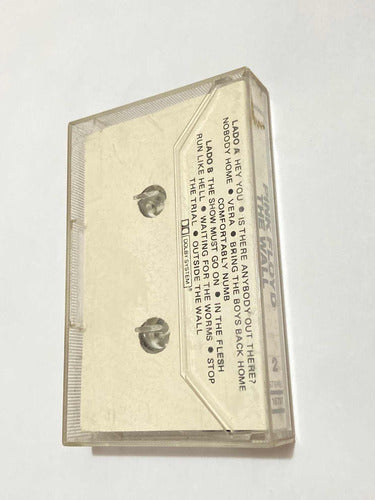 LADO A HEY YOU ● IS THERE ANYBODY OUT THERE?
NOBODY HOME ● VERA ● BRING THE BOYS BACK HOME
COMFORTABLY NUMB
LADO B THE SHOW MUST GO ON ● IN THE FLESH
RUN LIKE HELL ● WAITING FOR THE WORMS ● STOP
THE TRIAL ● OUTSIDE THE WALL
DOLBY SYSTEM ®
THE WALL
2